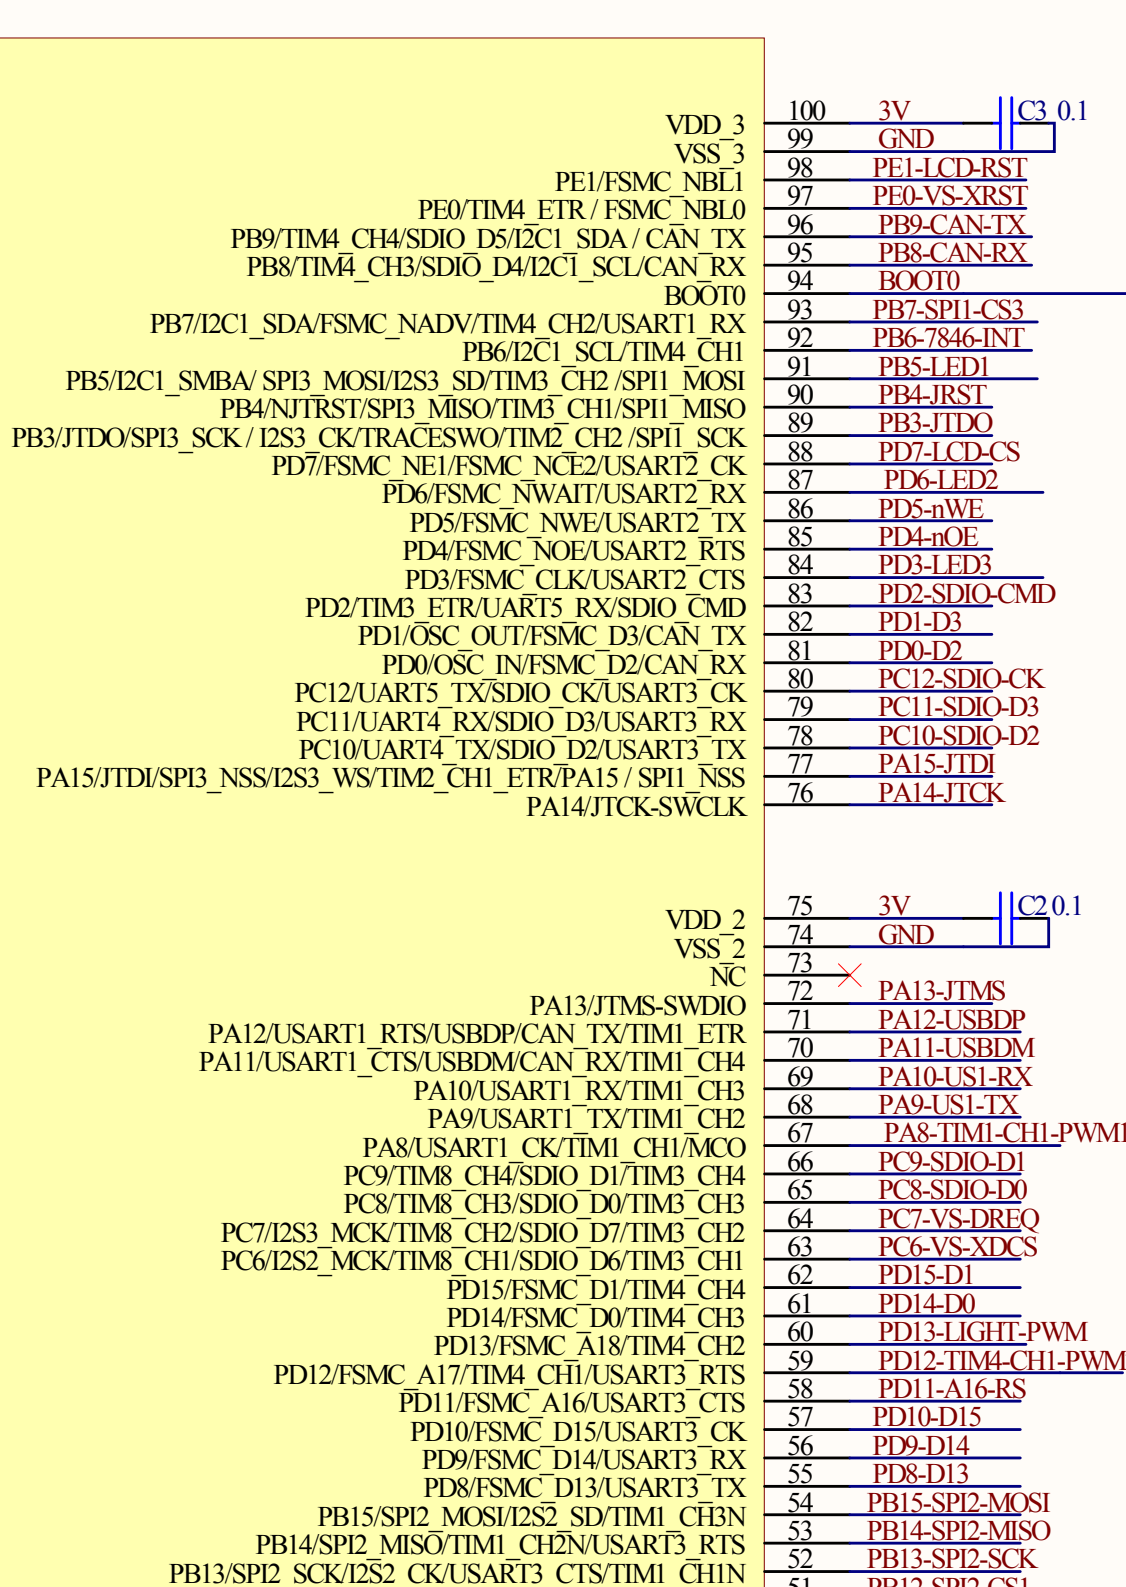 VDD_3 100 3V C3 0.1
VSS_3 99 GND
PE1/FSMC_NBL1 98 PE1-LCD-RST
PE0/TIM4_ETR / FSMC_NBL0 97 PE0-VS-XRST
PB9/TIM4_CH4/SDIO_D5/I2C1_SDA / CAN_TX 96 PB9-CAN-TX
PB8/TIM4_CH3/SDIO_D4/I2C1_SCL/CAN_RX 95 PB8-CAN-RX
BOOT0 94 BOOT0
PB7/I2C1_SDA/FSMC_NADV/TIM4_CH2/USART1_RX 93 PB7-SPI1-CS3
PB6/I2C1_SCL/TIM4_CH1 92 PB6-7846-INT
PB5/I2C1_SMBA/ SPI3_MOSI/I2S3_SD/TIM3_CH2 /SPI1_MOSI 91 PB5-LED1
PB4/NJTRST/SPI3_MISO/TIM3_CH1/SPI1_MISO 90 PB4-JRST
PB3/JTDO/SPI3_SCK / I2S3_CK/TRACESWO/TIM2_CH2 /SPI1_SCK 89 PB3-JTDO
PD7/FSMC_NE1/FSMC_NCE2/USART2_CK 88 PD7-LCD-CS
PD6/FSMC_NWAIT/USART2_RX 87 PD6-LED2
PD5/FSMC_NWE/USART2_TX 86 PD5-nWE
PD4/FSMC_NOE/USART2_RTS 85 PD4-nOE
PD3/FSMC_CLK/USART2_CTS 84 PD3-LED3
PD2/TIM3_ETR/UART5_RX/SDIO_CMD 83 PD2-SDIO-CMD
PD1/OSC_OUT/FSMC_D3/CAN_TX 82 PD1-D3
PD0/OSC_IN/FSMC_D2/CAN_RX 81 PD0-D2
PC12/UART5_TX/SDIO_CK/USART3_CK 80 PC12-SDIO-CK
PC11/UART4_RX/SDIO_D3/USART3_RX 79 PC11-SDIO-D3
PC10/UART4_TX/SDIO_D2/USART3_TX 78 PC10-SDIO-D2
PA15/JTDI/SPI3_NSS/I2S3_WS/TIM2_CH1_ETR/PA15 / SPI1_NSS 77 PA15-JTDI
PA14/JTCK-SWCLK 76 PA14-JTCK
VDD_2 75 3V C2 0.1
VSS_2 74 GND
NC 73
PA13/JTMS-SWDIO 72 PA13-JTMS
PA12/USART1_RTS/USBDP/CAN_TX/TIM1_ETR 71 PA12-USBDP
PA11/USART1_CTS/USBDM/CAN_RX/TIM1_CH4 70 PA11-USBDM
PA10/USART1_RX/TIM1_CH3 69 PA10-US1-RX
PA9/USART1_TX/TIM1_CH2 68 PA9-US1-TX
PA8/USART1_CK/TIM1_CH1/MCO 67 PA8-TIM1-CH1-PWM1
PC9/TIM8_CH4/SDIO_D1/TIM3_CH4 66 PC9-SDIO-D1
PC8/TIM8_CH3/SDIO_D0/TIM3_CH3 65 PC8-SDIO-D0
PC7/I2S3_MCK/TIM8_CH2/SDIO_D7/TIM3_CH2 64 PC7-VS-DREQ
PC6/I2S2_MCK/TIM8_CH1/SDIO_D6/TIM3_CH1 63 PC6-VS-XDCS
PD15/FSMC_D1/TIM4_CH4 62 PD15-D1
PD14/FSMC_D0/TIM4_CH3 61 PD14-D0
PD13/FSMC_A18/TIM4_CH2 60 PD13-LIGHT-PWM
PD12/FSMC_A17/TIM4_CH1/USART3_RTS 59 PD12-TIM4-CH1-PWM
PD11/FSMC_A16/USART3_CTS 58 PD11-A16-RS
PD10/FSMC_D15/USART3_CK 57 PD10-D15
PD9/FSMC_D14/USART3_RX 56 PD9-D14
PD8/FSMC_D13/USART3_TX 55 PD8-D13
PB15/SPI2_MOSI/I2S2_SD/TIM1_CH3N 54 PB15-SPI2-MOSI
PB14/SPI2_MISO/TIM1_CH2N/USART3_RTS 53 PB14-SPI2-MISO
PB13/SPI2_SCK/I2S2_CK/USART3_CTS/TIM1_CH1N 52 PB13-SPI2-SCK
51 PB12-SPI2-CS1